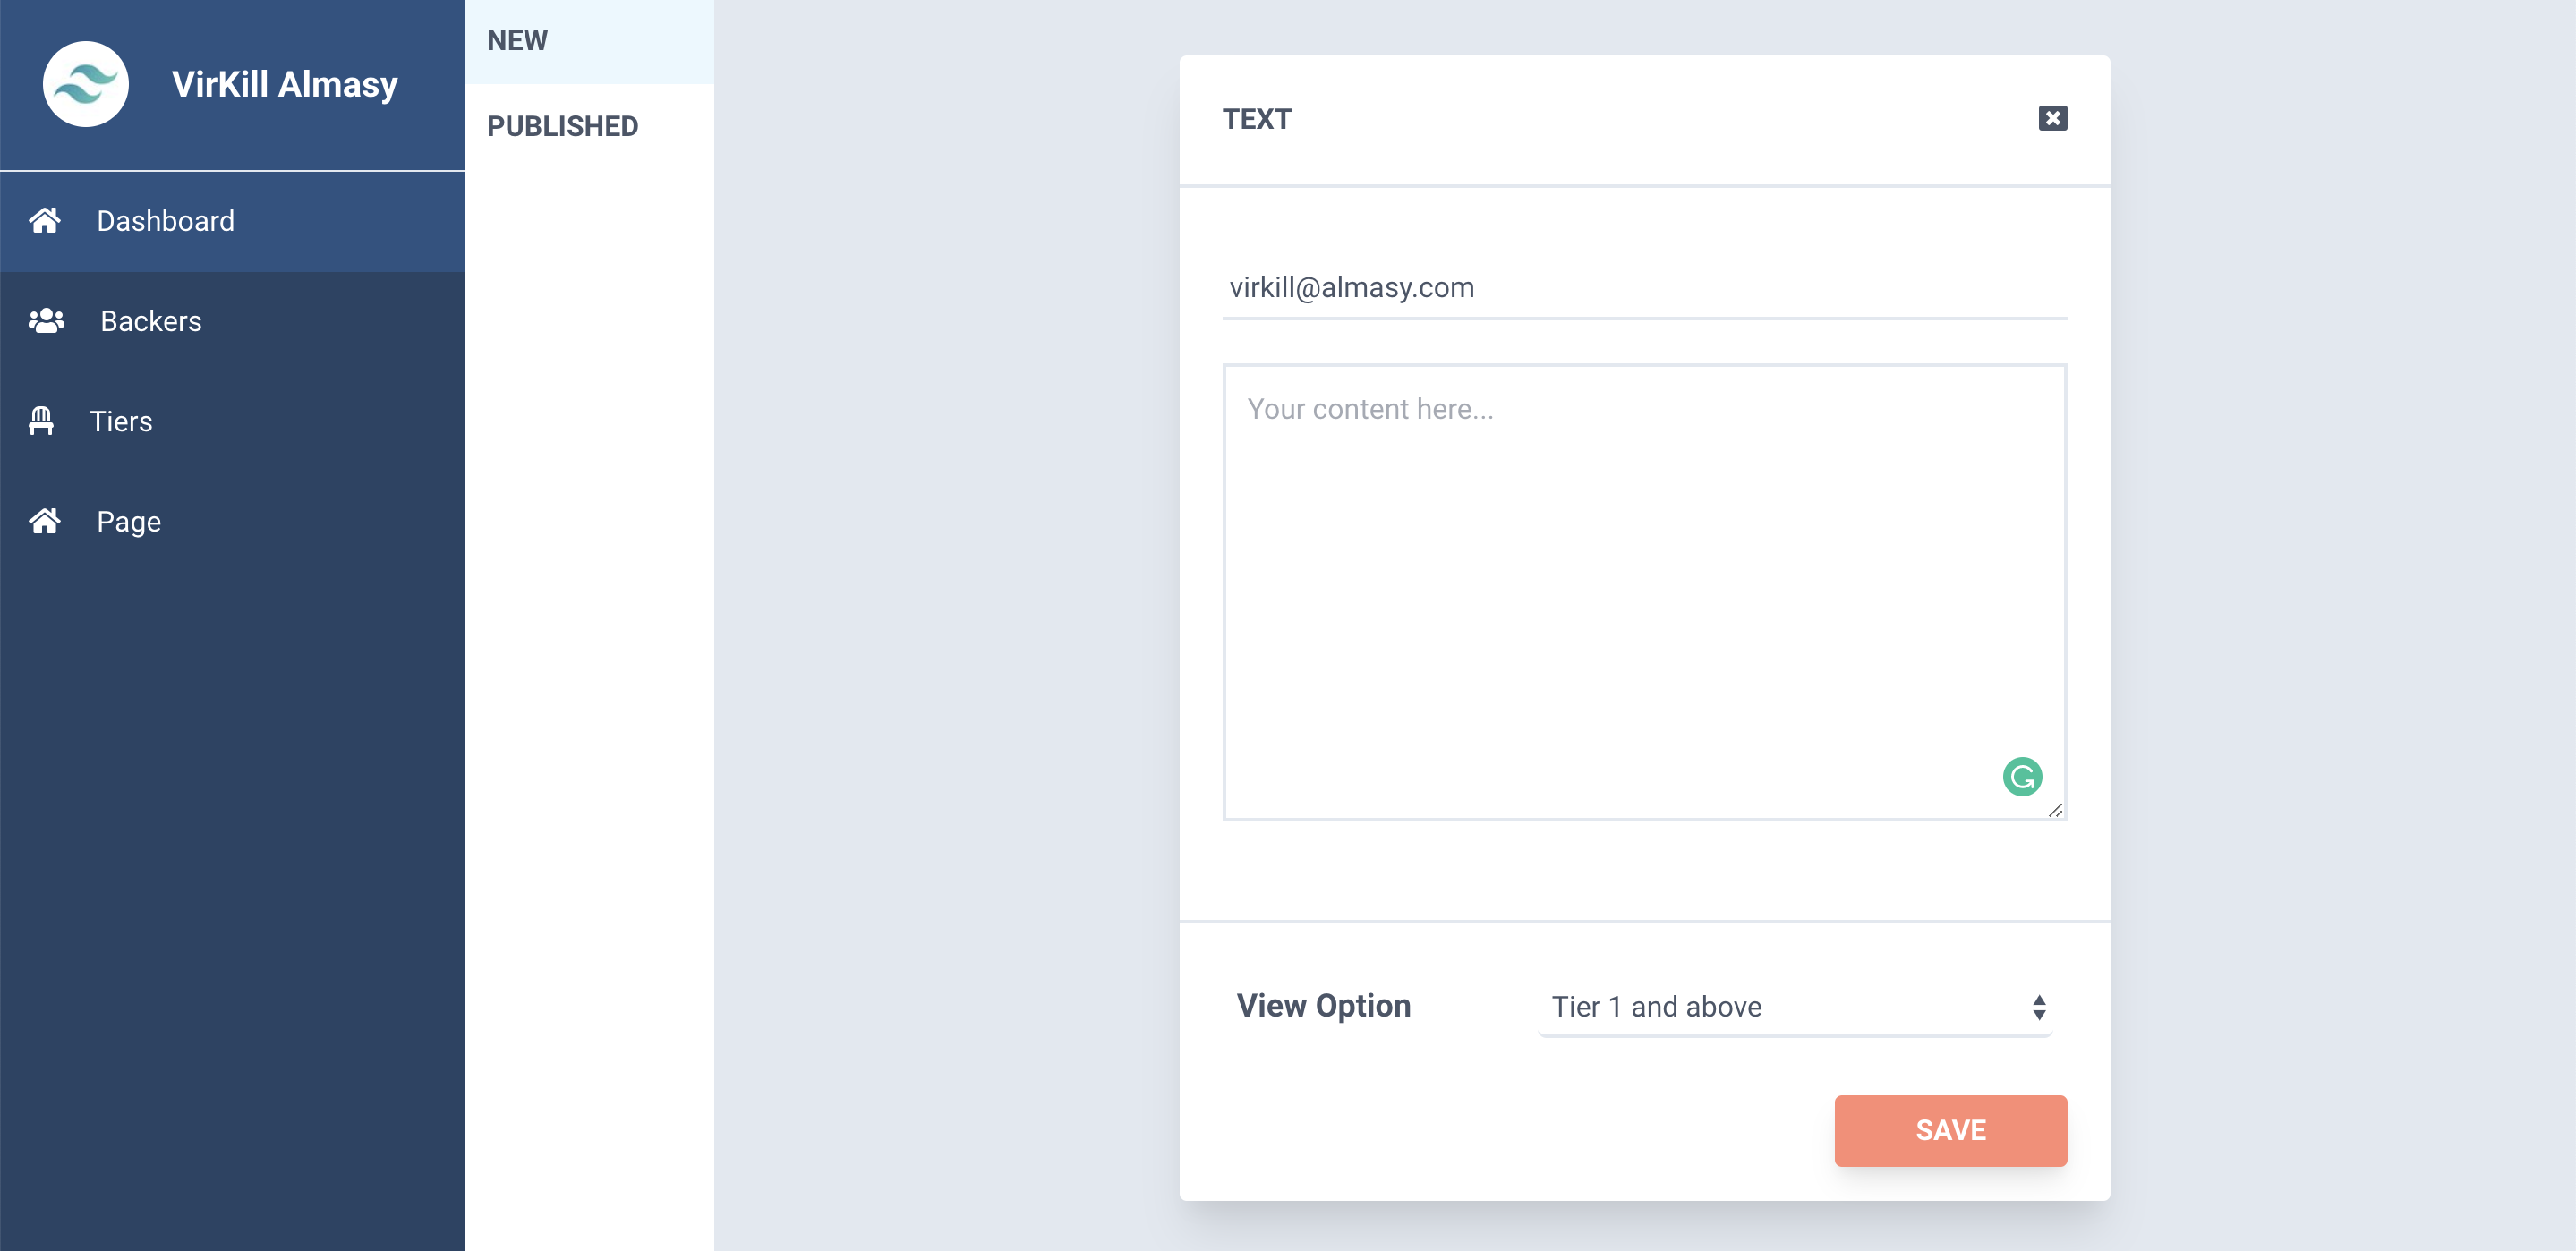 VirKill Almasy
Dashboard
Backers
Tiers
Page
NEW
PUBLISHED
TEXT
virkill@almasy.com
Your content here...
View Option
Tier 1 and above
SAVE